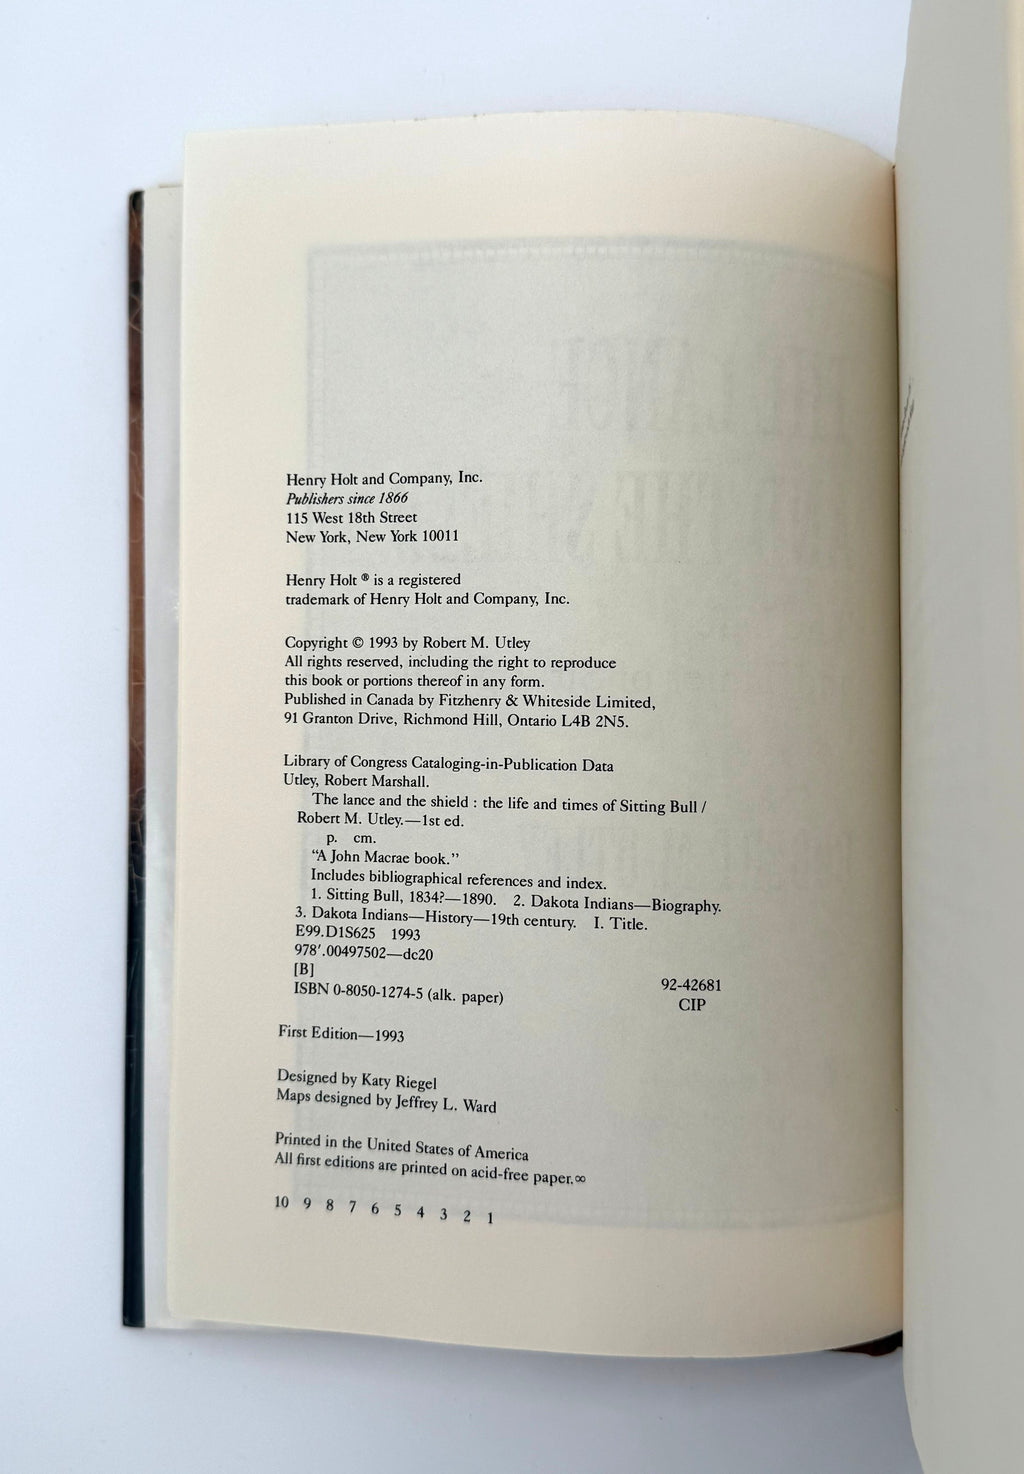 Henry Holt and Company, Inc.
Publishers since 1866
115 West 18th Street
New York, New York 10011
Henry Holt ® is a registered
trademark of Henry Holt and Company, Inc.
Copyright © 1993 by Robert M. Utley
All rights reserved, including the right to reproduce
this book or portions thereof in any form.
Published in Canada by Fitzhenry & Whiteside Limited,
91 Granton Drive, Richmond Hill, Ontario L4B 2N5.
Library of Congress Cataloging-in-Publication Data
Utley, Robert Marshall.
The lance and the shield : the life and times of Sitting Bull /
Robert M. Utley.—1st ed.
p. cm.
“A John Macrae book.”
Includes bibliographical references and index.
1. Sitting Bull, 1834?—1890. 2. Dakota Indians—Biography.
3. Dakota Indians—History—19th century. I. Title.
E99.D1S625 1993
978′.00497502—dc20
[B] 92-42681
ISBN 0-8050-1274-5 (alk. paper) CIP
First Edition—1993
Designed by Katy Riegel
Maps designed by Jeffrey L. Ward
Printed in the United States of America
All first editions are printed on acid-free paper.∞
10 9 8 7 6 5 4 3 2 1